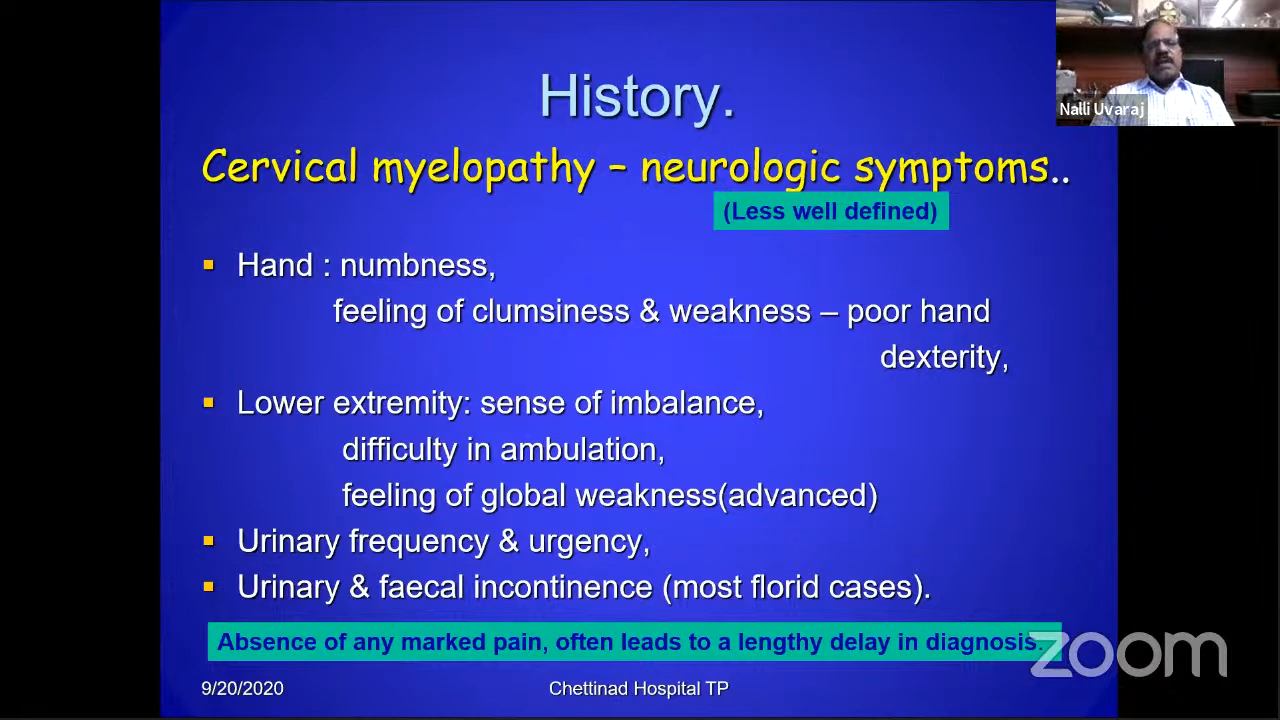 History.
Nalli Uvaraj
Cervical myelopathy – neurologic symptoms..
(Less well defined)
▪ Hand : numbness,
feeling of clumsiness & weakness – poor hand
dexterity,
▪ Lower extremity: sense of imbalance,
difficulty in ambulation,
feeling of global weakness(advanced)
▪ Urinary frequency & urgency,
▪ Urinary & faecal incontinence (most florid cases).
Absence of any marked pain, often leads to a lengthy delay in diagnosis.
zoom
9/20/2020
Chettinad Hospital TP